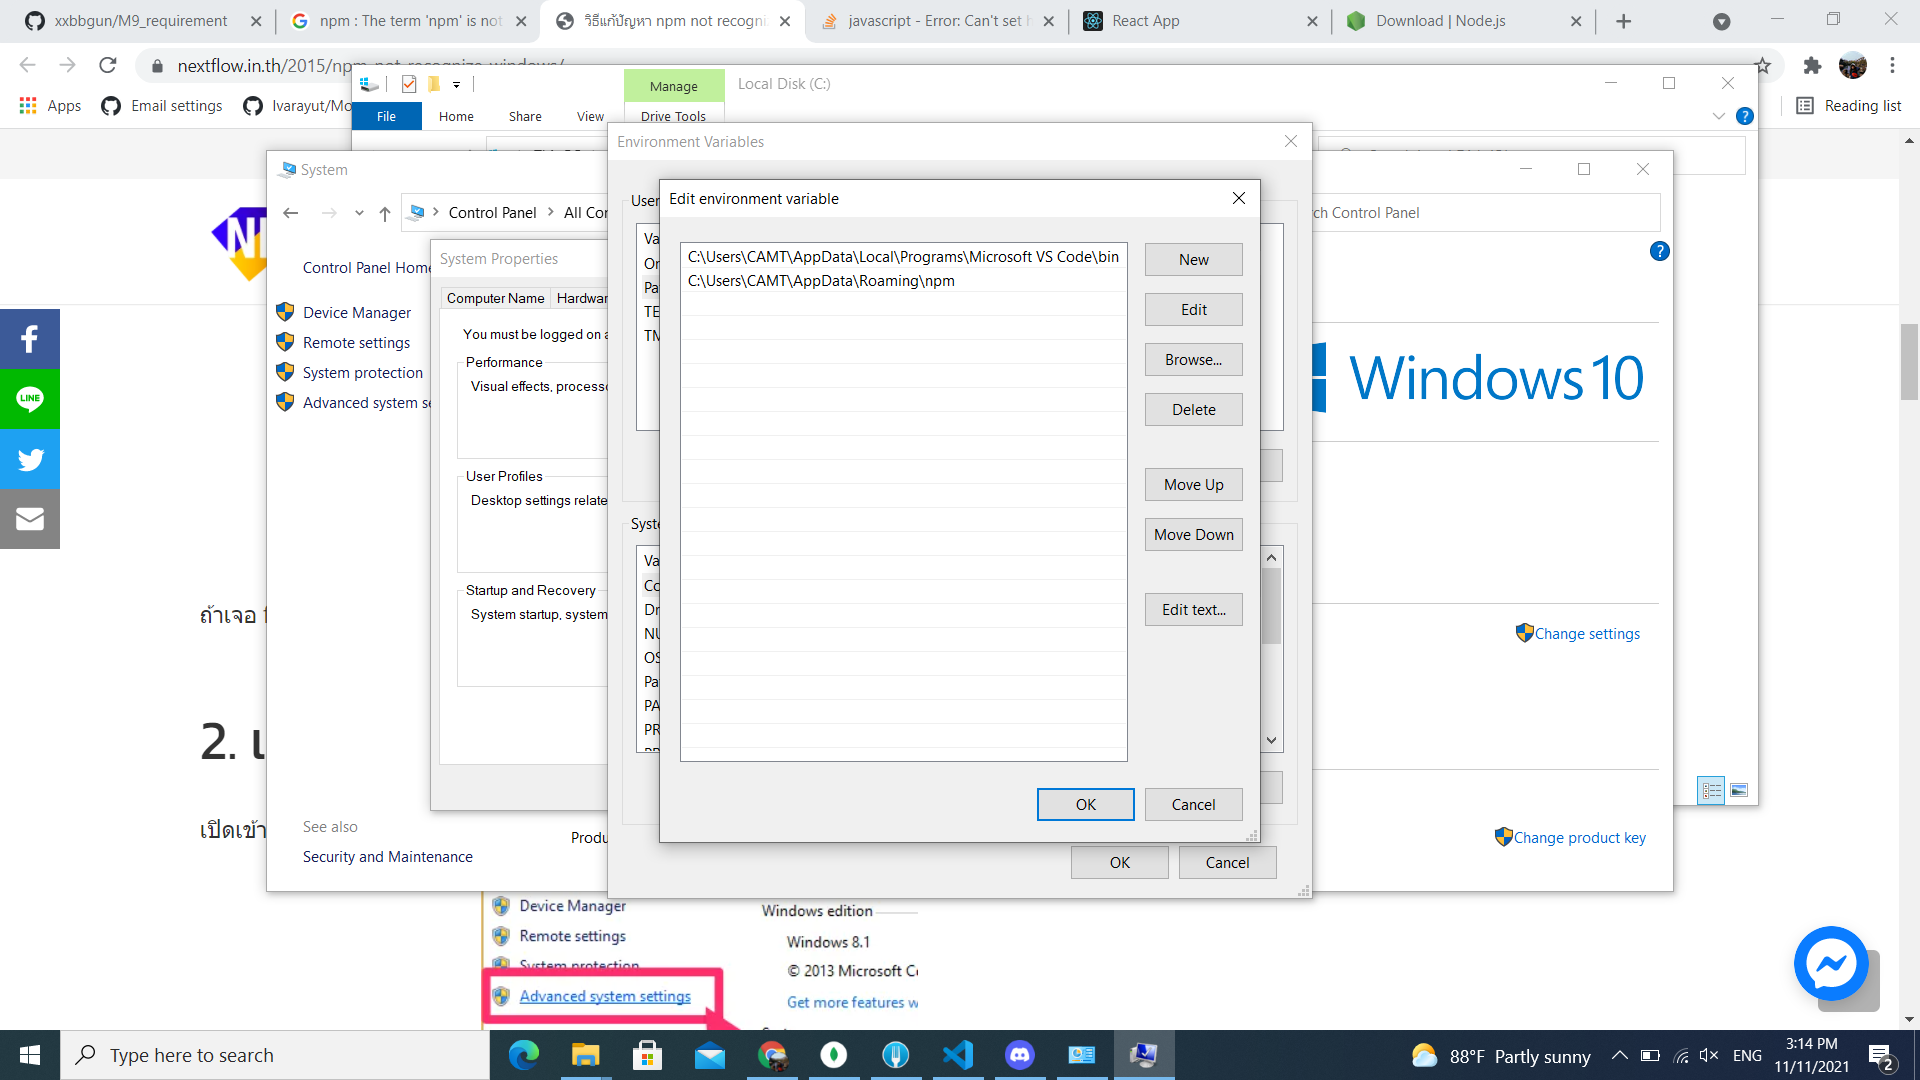 xxbbgun/M9_requirement
npm : The term 'npm' is not
วิธีแก้ปัญหา npm not recogni
javascript - Error: Can't set h
React App
Download | Node.js
nextflow.in.th/2015/npm-not-recognize-windows/
Apps
Email settings
Ivarayut/Mo
Reading list
Manage
Local Disk (C:)
File
Home
Share
View
Drive Tools
Environment Variables
System
Control Panel
All Con
ch Control Panel
Edit environment variable
User
Va
On
Pa
TE
TM
C:\Users\CAMT\AppData\Local\Programs\Microsoft VS Code\bin
C:\Users\CAMT\AppData\Roaming\npm
New
Edit
Browse...
Delete
Move Up
Move Down
Edit text...
OK
Cancel
Control Panel Home
Device Manager
Remote settings
System protection
Advanced system se
System Properties
Computer Name
Hardwar
You must be logged on a
Performance
Visual effects, processo
User Profiles
Desktop settings relate
Startup and Recovery
System startup, system
Syste
Va
Co
Dr
NU
OS
Pa
PA
PR
OK
Cancel
Windows 10
Change settings
Change product key
See also
Security and Maintenance
Produ
LINE
ถ้าเจอ
2.
เปิดเข้า
Device Manager
Remote settings
System protection
Advanced system settings
Windows edition
Windows 8.1
© 2013 Microsoft Co
Get more features w
Type here to search
88°F Partly sunny
ENG
3:14 PM
11/11/2021
2